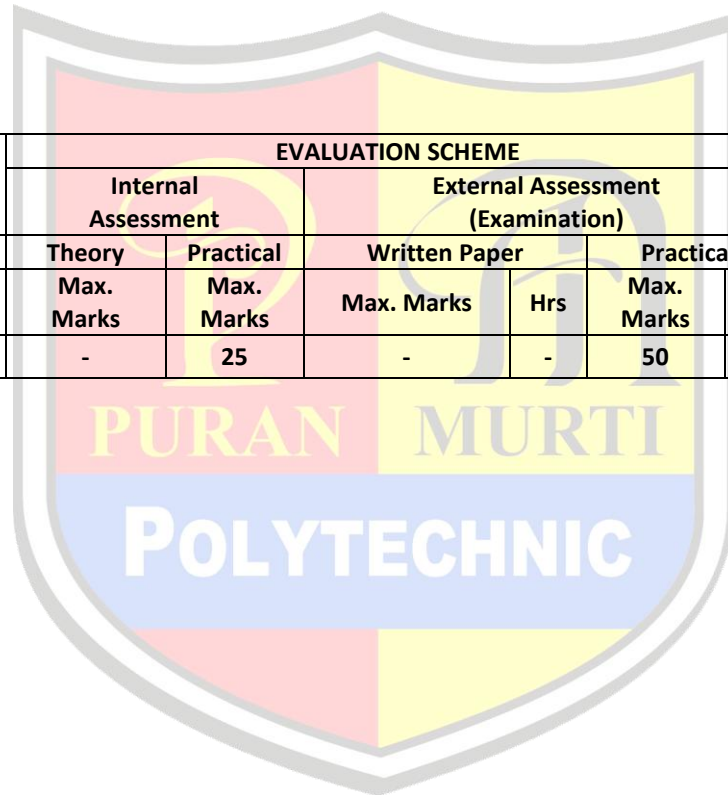 EVALUATION SCHEME
Internal Assessment External Assessment (Examination)
Theory Practical Written Paper Practica
Max. Marks Max. Marks Max. Marks Hrs Max. Marks
- 25 - - 50
PURAN MURTI
POLYTECHNIC